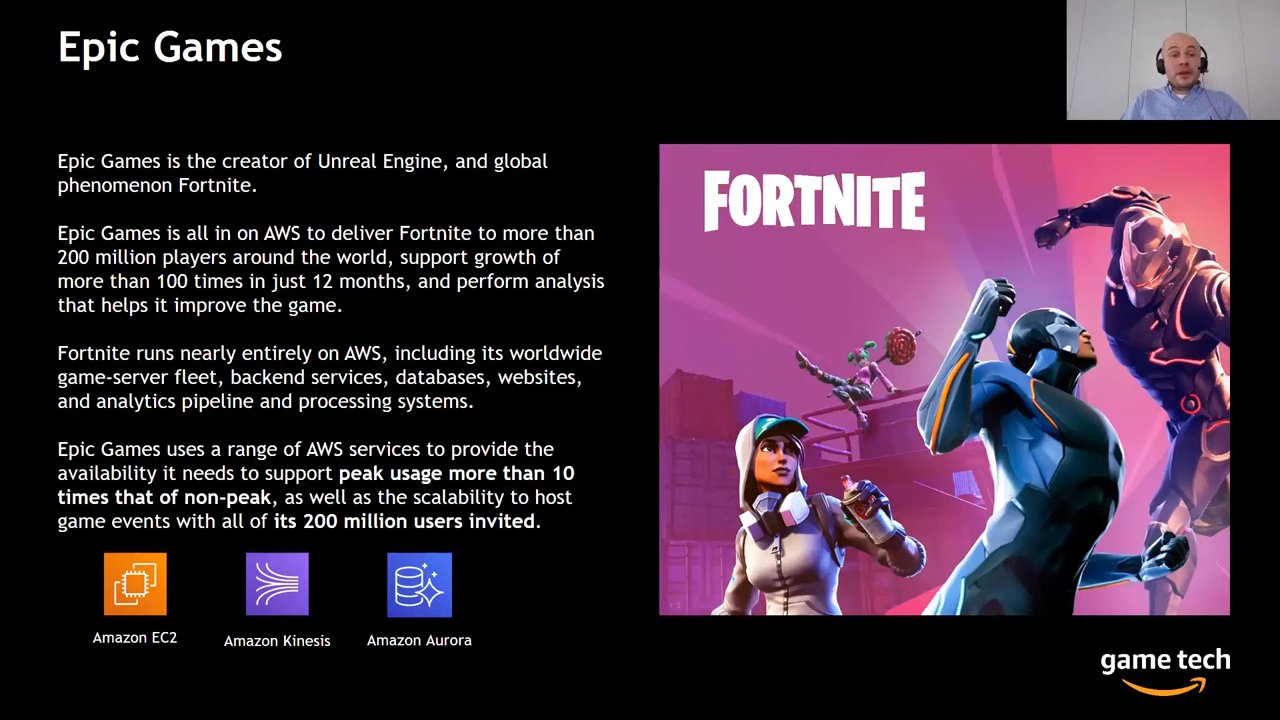 Epic Games
Epic Games is the creator of Unreal Engine, and global
phenomenon Fortnite.
Epic Games is all in on AWS to deliver Fortnite to more than
200 million players around the world, support growth of
more than 100 times in just 12 months, and perform analysis
that helps it improve the game.
Fortnite runs nearly entirely on AWS, including its worldwide
game-server fleet, backend services, databases, websites,
and analytics pipeline and processing systems.
Epic Games uses a range of AWS services to provide the
availability it needs to support peak usage more than 10
times that of non-peak, as well as the scalability to host
game events with all of its 200 million users invited.
Amazon EC2
Amazon Kinesis
Amazon Aurora
FORTNITE
game tech